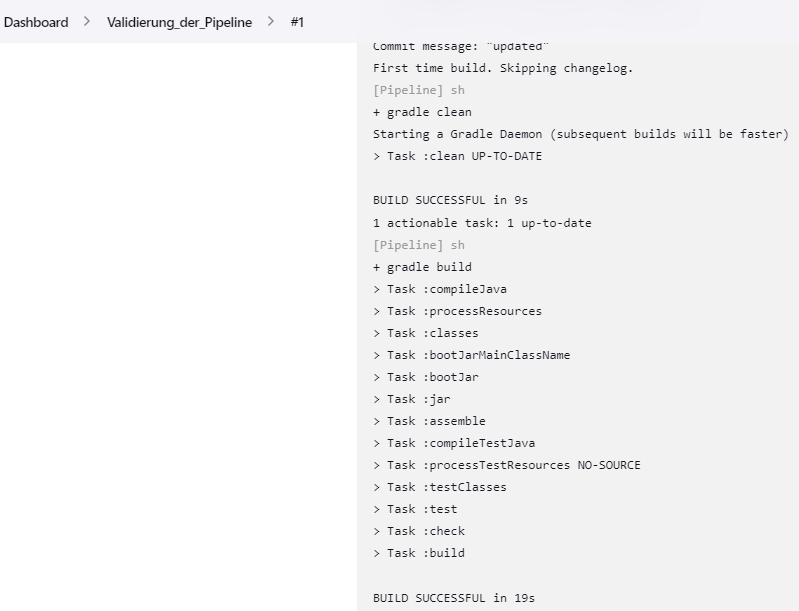 Dashboard > Validierung_der_Pipeline > #1
Commit message: "updated"
First time build. Skipping changelog.
[Pipeline] sh
+ gradle clean
Starting a Gradle Daemon (subsequent builds will be faster)
> Task :clean UP-TO-DATE
BUILD SUCCESSFUL in 9s
1 actionable task: 1 up-to-date
[Pipeline] sh
+ gradle build
> Task :compileJava
> Task :processResources
> Task :classes
> Task :bootJarMainClassName
> Task :bootJar
> Task :jar
> Task :assemble
> Task :compileTestJava
> Task :processTestResources NO-SOURCE
> Task :testClasses
> Task :test
> Task :check
> Task :build
BUILD SUCCESSFUL in 19s